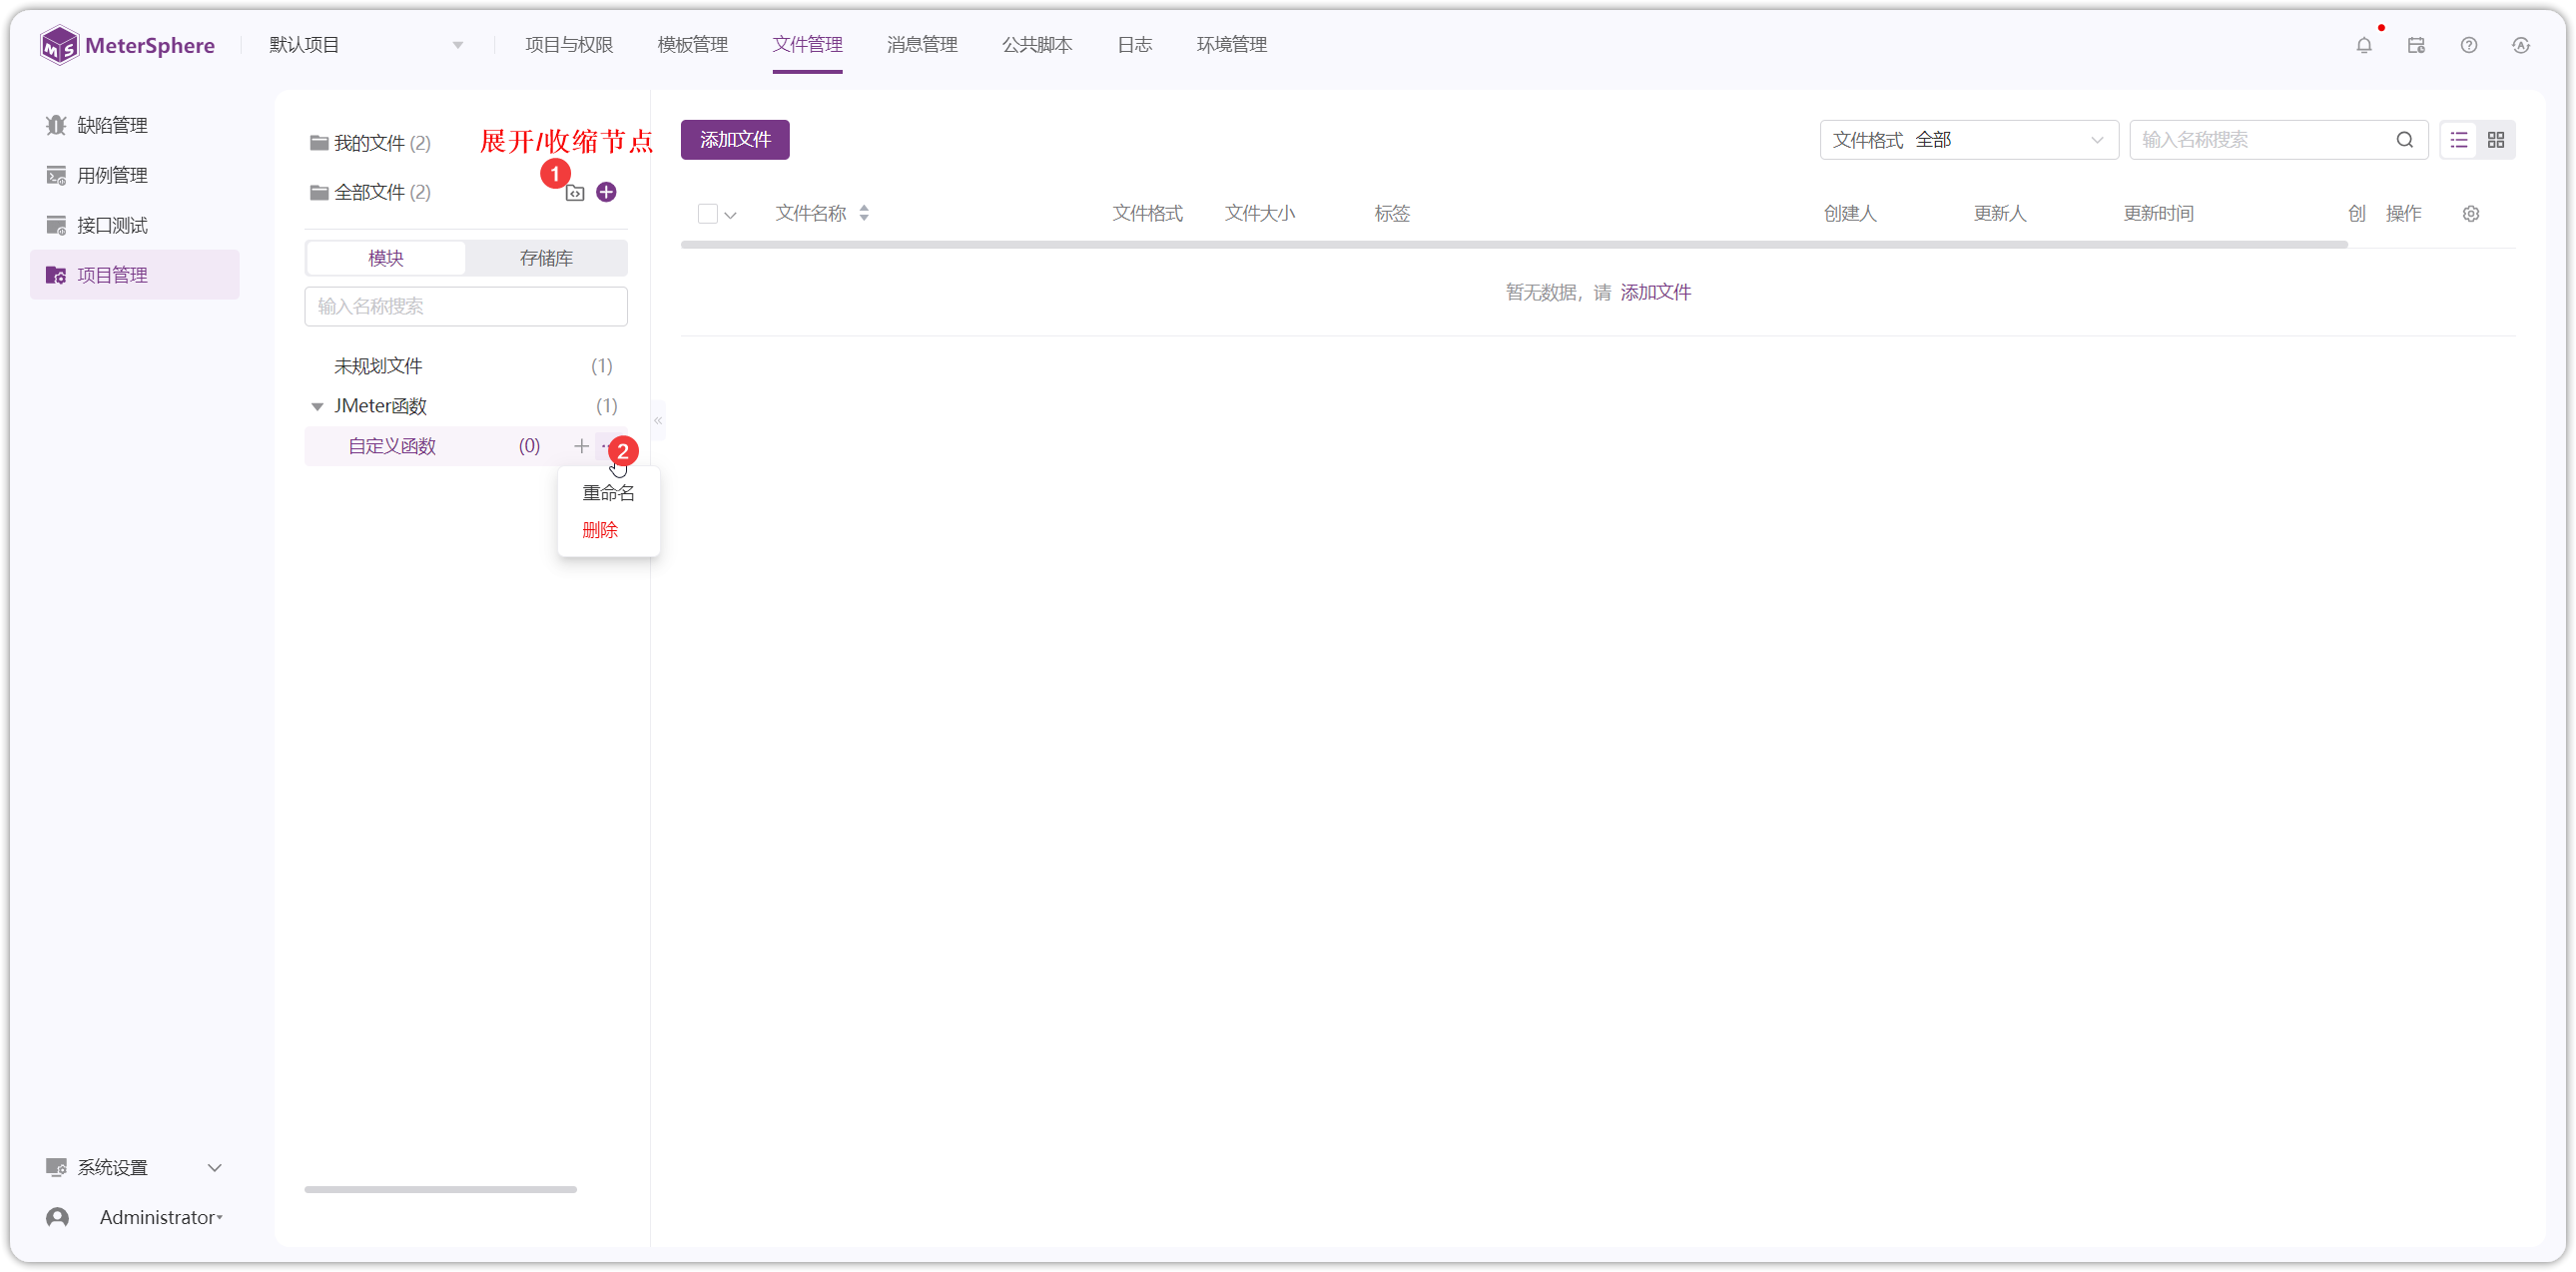 MeterSphere 默认项目 项目与权限 模板管理 文件管理 消息管理 公共脚本 日志 环境管理
缺陷管理
用例管理
接口测试
项目管理
系统设置
Administrator
我的文件 (2) 展开/收缩节点
1
全部文件 (2)
模块 存储库
输入名称搜索
未规划文件 (1)
JMeter函数 (1)
自定义函数 (0) 2
重命名
删除
添加文件 文件格式 全部 输入名称搜索
文件名称 文件格式 文件大小 标签 创建人 更新人 更新时间 创 操作
暂无数据，请 添加文件